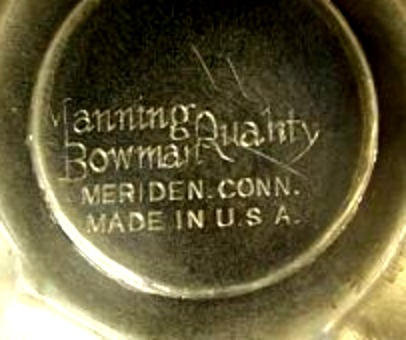 Manning
Bowman Quality
MERIDEN. CONN.
MADE IN U.S.A.